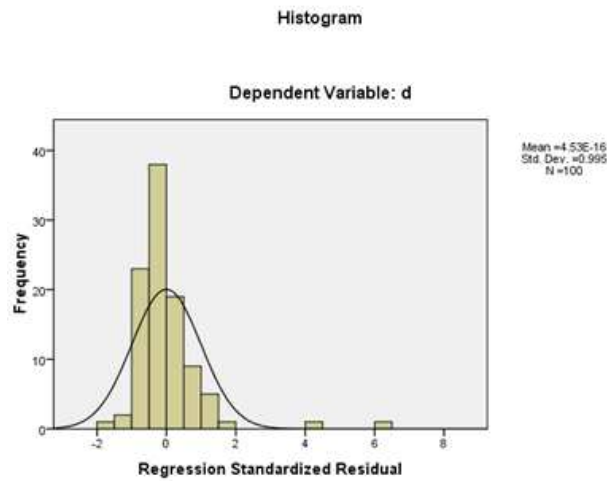 Histogram
Dependent Variable: d
Mean =4.53E-16
Std. Dev. =0.995
N =100
Frequency
40
30
20
10
0
-2 0 2 4 6 8
Regression Standardized Residual